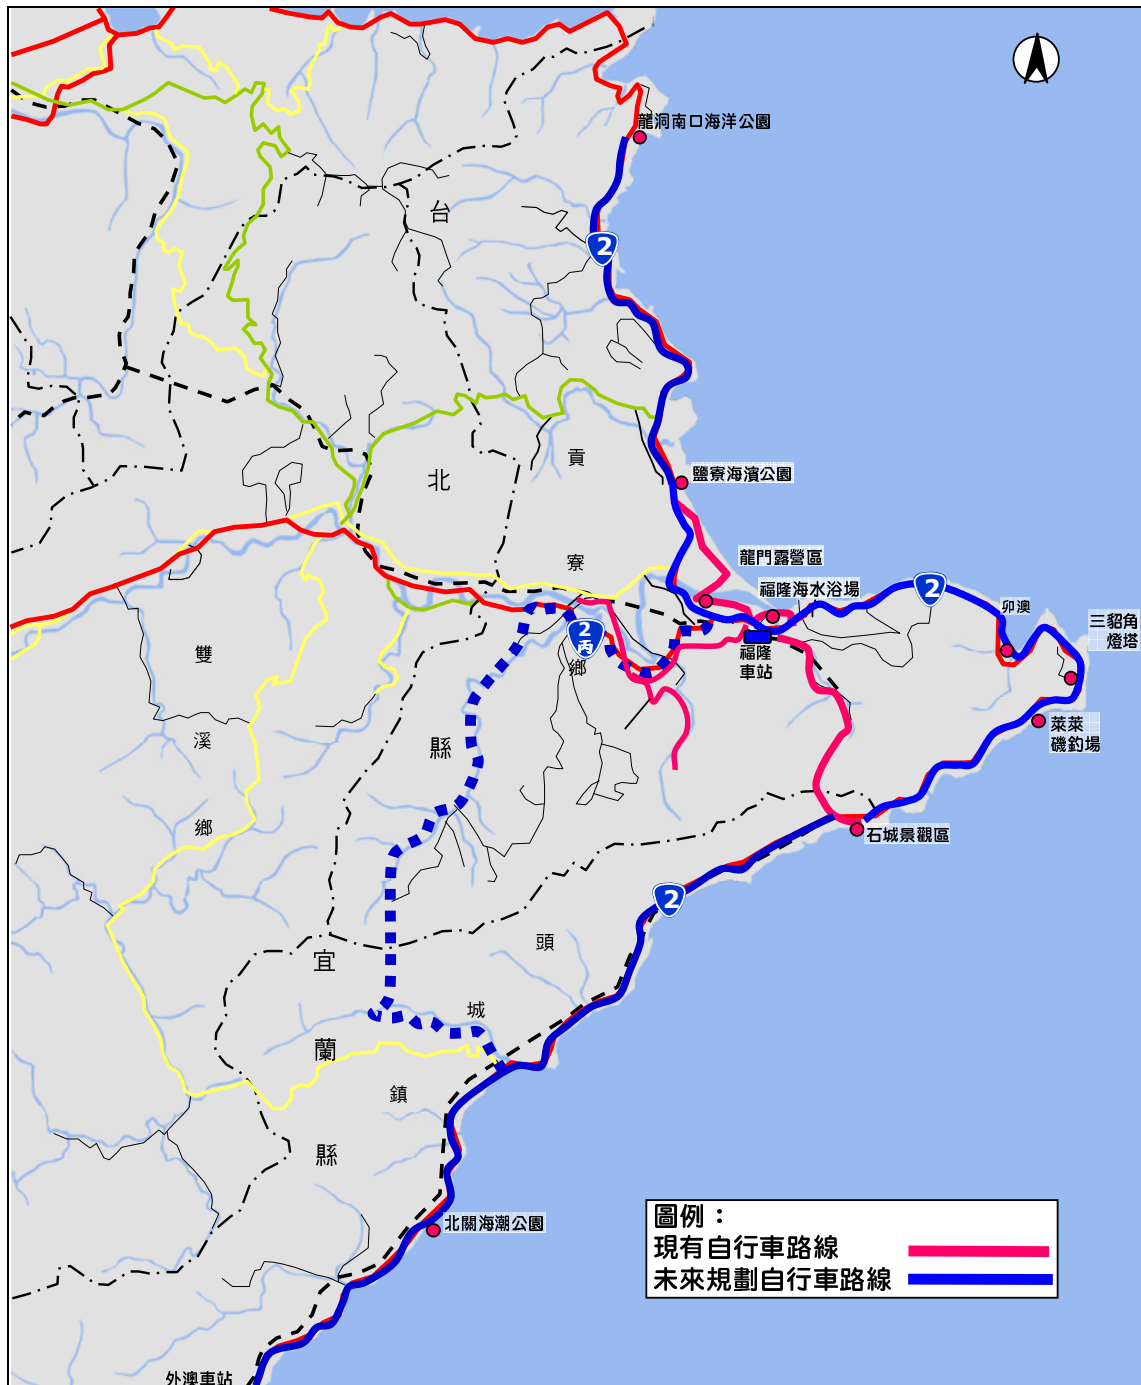 龍洞南口海洋公園
台
2
貢
北
鹽寮海濱公園
龍門露營區
寮
福隆海水浴場
2
卯澳
三貂角
燈塔
2
丙
鄉
福隆
車站
雙
溪
鄉
縣
萊萊
磯釣場
石城景觀區
2
頭
宜
城
蘭
鎮
縣
北關海潮公園
圖例：
現有自行車路線
未來規劃自行車路線
外澳車站